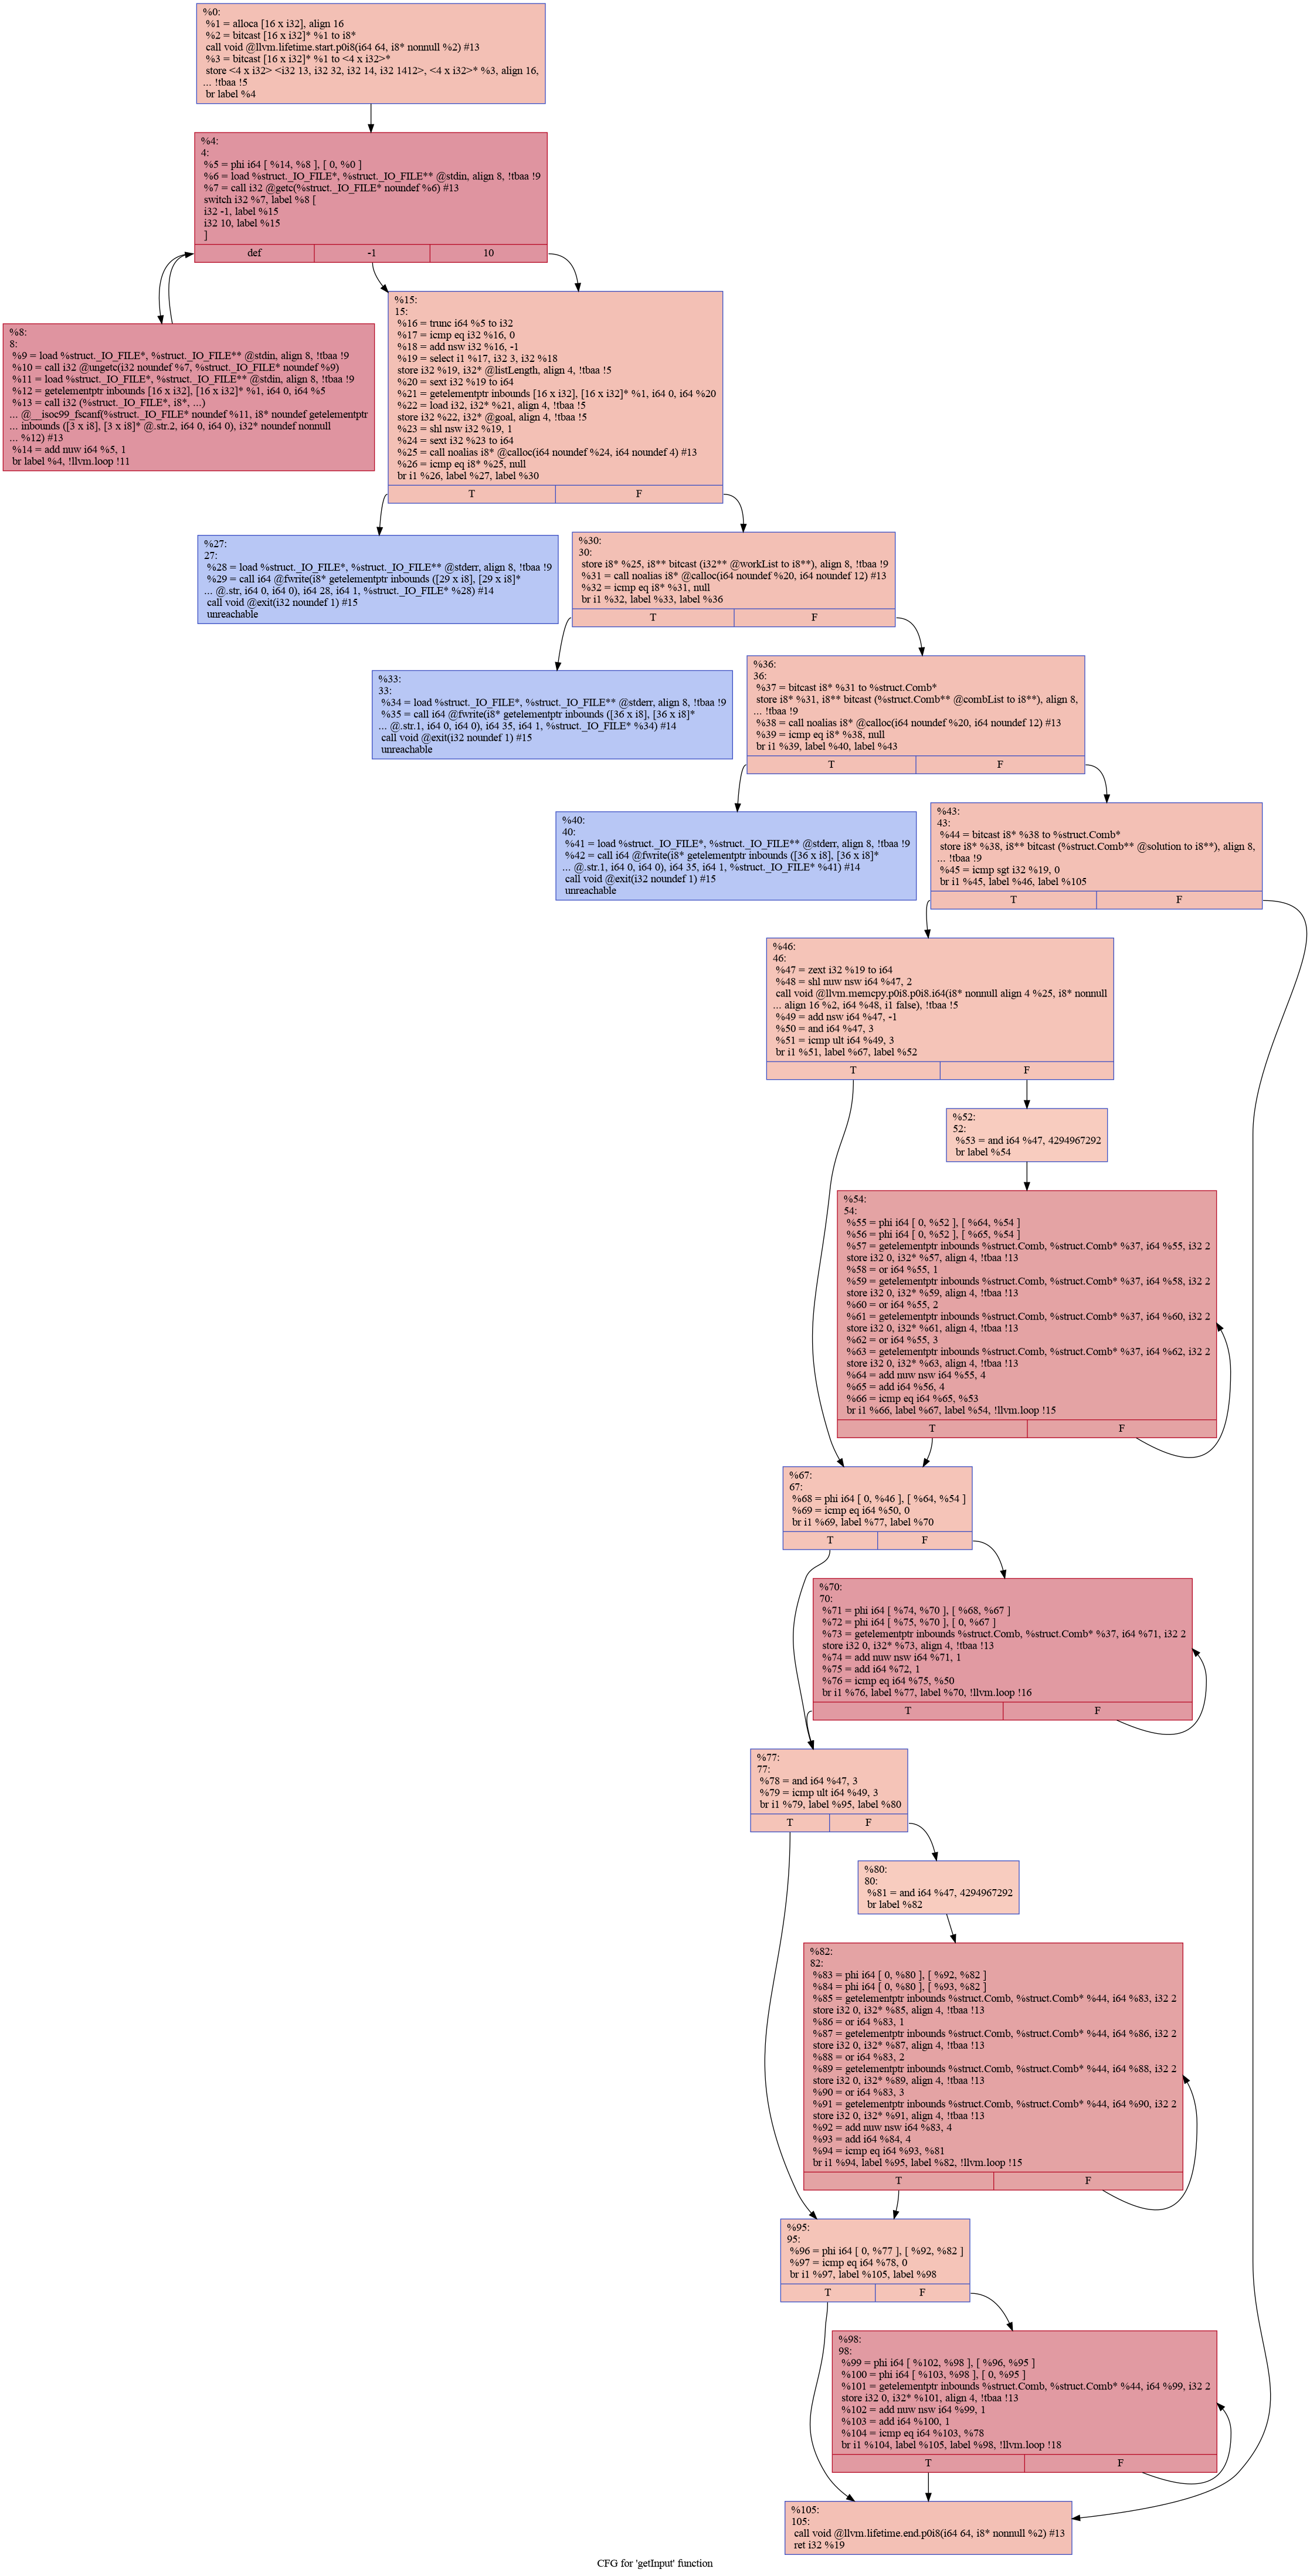 %0:
%1 = alloca [16 x i32], align 16
%2 = bitcast [16 x i32]* %1 to i8*
call void @llvm.lifetime.start.p0i8(i64 64, i8* nonnull %2) #13
%3 = bitcast [16 x i32]* %1 to <4 x i32>*
store <4 x i32> <i32 13, i32 32, i32 14, i32 1412>, <4 x i32>* %3, align 16,
... !tbaa !5
br label %4
%4:
4:
%5 = phi i64 [ %14, %8 ], [ 0, %0 ]
%6 = load %struct._IO_FILE*, %struct._IO_FILE** @stdin, align 8, !tbaa !9
%7 = call i32 @getc(%struct._IO_FILE* noundef %6) #13
switch i32 %7, label %8 [
i32 -1, label %15
i32 10, label %15
]
def -1 10
%8:
8:
%9 = load %struct._IO_FILE*, %struct._IO_FILE** @stdin, align 8, !tbaa !9
%10 = call i32 @ungetc(i32 noundef %7, %struct._IO_FILE* noundef %9)
%11 = load %struct._IO_FILE*, %struct._IO_FILE** @stdin, align 8, !tbaa !9
%12 = getelementptr inbounds [16 x i32], [16 x i32]* %1, i64 0, i64 %5
%13 = call i32 (%struct._IO_FILE*, i8*, ...)
... @__isoc99_fscanf(%struct._IO_FILE* noundef %11, i8* noundef getelementptr
... inbounds ([3 x i8], [3 x i8]* @.str.2, i64 0, i64 0), i32* noundef nonnull
... %12) #13
%14 = add nuw i64 %5, 1
br label %4, !llvm.loop !11
%15:
15:
%16 = trunc i64 %5 to i32
%17 = icmp eq i32 %16, 0
%18 = add nsw i32 %16, -1
%19 = select i1 %17, i32 3, i32 %18
store i32 %19, i32* @listLength, align 4, !tbaa !5
%20 = sext i32 %19 to i64
%21 = getelementptr inbounds [16 x i32], [16 x i32]* %1, i64 0, i64 %20
%22 = load i32, i32* %21, align 4, !tbaa !5
store i32 %22, i32* @goal, align 4, !tbaa !5
%23 = shl nsw i32 %19, 1
%24 = sext i32 %23 to i64
%25 = call noalias i8* @calloc(i64 noundef %24, i64 noundef 4) #13
%26 = icmp eq i8* %25, null
br i1 %26, label %27, label %30
T F
%27:
27:
%28 = load %struct._IO_FILE*, %struct._IO_FILE** @stderr, align 8, !tbaa !9
%29 = call i64 @fwrite(i8* getelementptr inbounds ([29 x i8], [29 x i8]*
... @.str, i64 0, i64 0), i64 28, i64 1, %struct._IO_FILE* %28) #14
call void @exit(i32 noundef 1) #15
unreachable
%30:
30:
store i8* %25, i8** bitcast (i32** @workList to i8**), align 8, !tbaa !9
%31 = call noalias i8* @calloc(i64 noundef %20, i64 noundef 12) #13
%32 = icmp eq i8* %31, null
br i1 %32, label %33, label %36
T F
%33:
33:
%34 = load %struct._IO_FILE*, %struct._IO_FILE** @stderr, align 8, !tbaa !9
%35 = call i64 @fwrite(i8* getelementptr inbounds ([36 x i8], [36 x i8]*
... @.str.1, i64 0, i64 0), i64 35, i64 1, %struct._IO_FILE* %34) #14
call void @exit(i32 noundef 1) #15
unreachable
%36:
36:
%37 = bitcast i8* %31 to %struct.Comb*
store i8* %31, i8** bitcast (%struct.Comb** @combList to i8**), align 8,
... !tbaa !9
%38 = call noalias i8* @calloc(i64 noundef %20, i64 noundef 12) #13
%39 = icmp eq i8* %38, null
br i1 %39, label %40, label %43
T F
%40:
40:
%41 = load %struct._IO_FILE*, %struct._IO_FILE** @stderr, align 8, !tbaa !9
%42 = call i64 @fwrite(i8* getelementptr inbounds ([36 x i8], [36 x i8]*
... @.str.1, i64 0, i64 0), i64 35, i64 1, %struct._IO_FILE* %41) #14
call void @exit(i32 noundef 1) #15
unreachable
%43:
43:
%44 = bitcast i8* %38 to %struct.Comb*
store i8* %38, i8** bitcast (%struct.Comb** @solution to i8**), align 8,
... !tbaa !9
%45 = icmp sgt i32 %19, 0
br i1 %45, label %46, label %105
T F
%46:
46:
%47 = zext i32 %19 to i64
%48 = shl nuw nsw i64 %47, 2
call void @llvm.memcpy.p0i8.p0i8.i64(i8* nonnull align 4 %25, i8* nonnull
... align 16 %2, i64 %48, i1 false), !tbaa !5
%49 = add nsw i64 %47, -1
%50 = and i64 %47, 3
%51 = icmp ult i64 %49, 3
br i1 %51, label %67, label %52
T F
%52:
52:
%53 = and i64 %47, 4294967292
br label %54
%54:
54:
%55 = phi i64 [ 0, %52 ], [ %64, %54 ]
%56 = phi i64 [ 0, %52 ], [ %65, %54 ]
%57 = getelementptr inbounds %struct.Comb, %struct.Comb* %37, i64 %55, i32 2
store i32 0, i32* %57, align 4, !tbaa !13
%58 = or i64 %55, 1
%59 = getelementptr inbounds %struct.Comb, %struct.Comb* %37, i64 %58, i32 2
store i32 0, i32* %59, align 4, !tbaa !13
%60 = or i64 %55, 2
%61 = getelementptr inbounds %struct.Comb, %struct.Comb* %37, i64 %60, i32 2
store i32 0, i32* %61, align 4, !tbaa !13
%62 = or i64 %55, 3
%63 = getelementptr inbounds %struct.Comb, %struct.Comb* %37, i64 %62, i32 2
store i32 0, i32* %63, align 4, !tbaa !13
%64 = add nuw nsw i64 %55, 4
%65 = add i64 %56, 4
%66 = icmp eq i64 %65, %53
br i1 %66, label %67, label %54, !llvm.loop !15
T F
%67:
67:
%68 = phi i64 [ 0, %46 ], [ %64, %54 ]
%69 = icmp eq i64 %50, 0
br i1 %69, label %77, label %70
T F
%70:
70:
%71 = phi i64 [ %74, %70 ], [ %68, %67 ]
%72 = phi i64 [ %75, %70 ], [ 0, %67 ]
%73 = getelementptr inbounds %struct.Comb, %struct.Comb* %37, i64 %71, i32 2
store i32 0, i32* %73, align 4, !tbaa !13
%74 = add nuw nsw i64 %71, 1
%75 = add i64 %72, 1
%76 = icmp eq i64 %75, %50
br i1 %76, label %77, label %70, !llvm.loop !16
T F
%77:
77:
%78 = and i64 %47, 3
%79 = icmp ult i64 %49, 3
br i1 %79, label %95, label %80
T F
%80:
80:
%81 = and i64 %47, 4294967292
br label %82
%82:
82:
%83 = phi i64 [ 0, %80 ], [ %92, %82 ]
%84 = phi i64 [ 0, %80 ], [ %93, %82 ]
%85 = getelementptr inbounds %struct.Comb, %struct.Comb* %44, i64 %83, i32 2
store i32 0, i32* %85, align 4, !tbaa !13
%86 = or i64 %83, 1
%87 = getelementptr inbounds %struct.Comb, %struct.Comb* %44, i64 %86, i32 2
store i32 0, i32* %87, align 4, !tbaa !13
%88 = or i64 %83, 2
%89 = getelementptr inbounds %struct.Comb, %struct.Comb* %44, i64 %88, i32 2
store i32 0, i32* %89, align 4, !tbaa !13
%90 = or i64 %83, 3
%91 = getelementptr inbounds %struct.Comb, %struct.Comb* %44, i64 %90, i32 2
store i32 0, i32* %91, align 4, !tbaa !13
%92 = add nuw nsw i64 %83, 4
%93 = add i64 %84, 4
%94 = icmp eq i64 %93, %81
br i1 %94, label %95, label %82, !llvm.loop !15
T F
%95:
95:
%96 = phi i64 [ 0, %77 ], [ %92, %82 ]
%97 = icmp eq i64 %78, 0
br i1 %97, label %105, label %98
T F
%98:
98:
%99 = phi i64 [ %102, %98 ], [ %96, %95 ]
%100 = phi i64 [ %103, %98 ], [ 0, %95 ]
%101 = getelementptr inbounds %struct.Comb, %struct.Comb* %44, i64 %99, i32 2
store i32 0, i32* %101, align 4, !tbaa !13
%102 = add nuw nsw i64 %99, 1
%103 = add i64 %100, 1
%104 = icmp eq i64 %103, %78
br i1 %104, label %105, label %98, !llvm.loop !18
T F
%105:
105:
call void @llvm.lifetime.end.p0i8(i64 64, i8* nonnull %2) #13
ret i32 %19
CFG for 'getInput' function